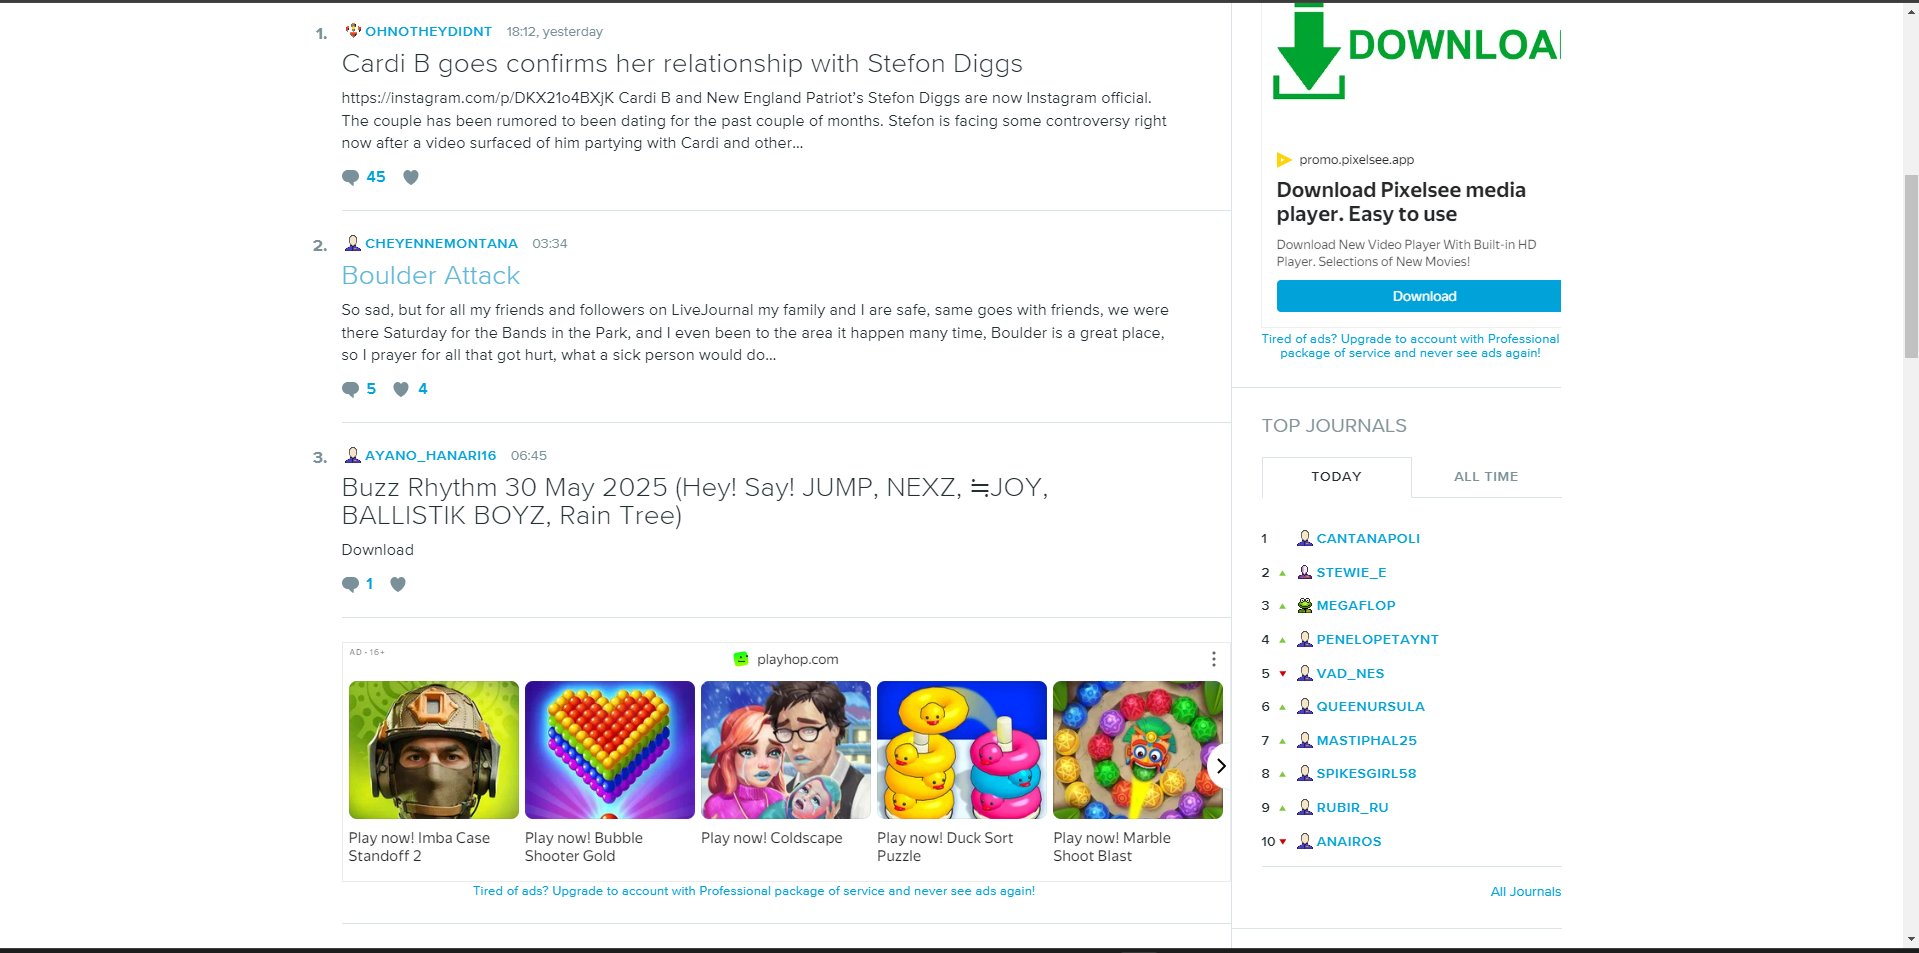 1. OHNOTHEYDIDNT 18:12, yesterday
Cardi B goes confirms her relationship with Stefon Diggs
https://instagram.com/p/DKX21o4BXjK Cardi B and New England Patriot’s Stefon Diggs are now Instagram official.
The couple has been rumored to been dating for the past couple of months. Stefon is facing some controversy right
now after a video surfaced of him partying with Cardi and other...
45
2. CHEYENNEMONTANA 03:34
Boulder Attack
So sad, but for all my friends and followers on LiveJournal my family and I are safe, same goes with friends, we were
there Saturday for the Bands in the Park, and I even been to the area it happen many time, Boulder is a great place,
so I prayer for all that got hurt, what a sick person would do...
5 4
3. AYANO_HANARI16 06:45
Buzz Rhythm 30 May 2025 (Hey! Say! JUMP, NEXZ, ≒JOY,
BALLISTIK BOYZ, Rain Tree)
Download
1
AD • 16+
playhop.com
Play now! Imba Case
Standoff 2
Play now! Bubble
Shooter Gold
Play now! Coldscape
Play now! Duck Sort
Puzzle
Play now! Marble
Shoot Blast
Tired of ads? Upgrade to account with Professional package of service and never see ads again!
DOWNLOA
promo.pixelsee.app
Download Pixelsee media
player. Easy to use
Download New Video Player With Built-in HD
Player. Selections of New Movies!
Download
Tired of ads? Upgrade to account with Professional
package of service and never see ads again!
TOP JOURNALS
TODAY ALL TIME
1 CANTANAPOLI
2 STEWIE_E
3 MEGAFLOP
4 PENELOPETAYNT
5 VAD_NES
6 QUEENURSULA
7 MASTIPHAL25
8 SPIKESGIRL58
9 RUBIR_RU
10 ANAIROS
All Journals